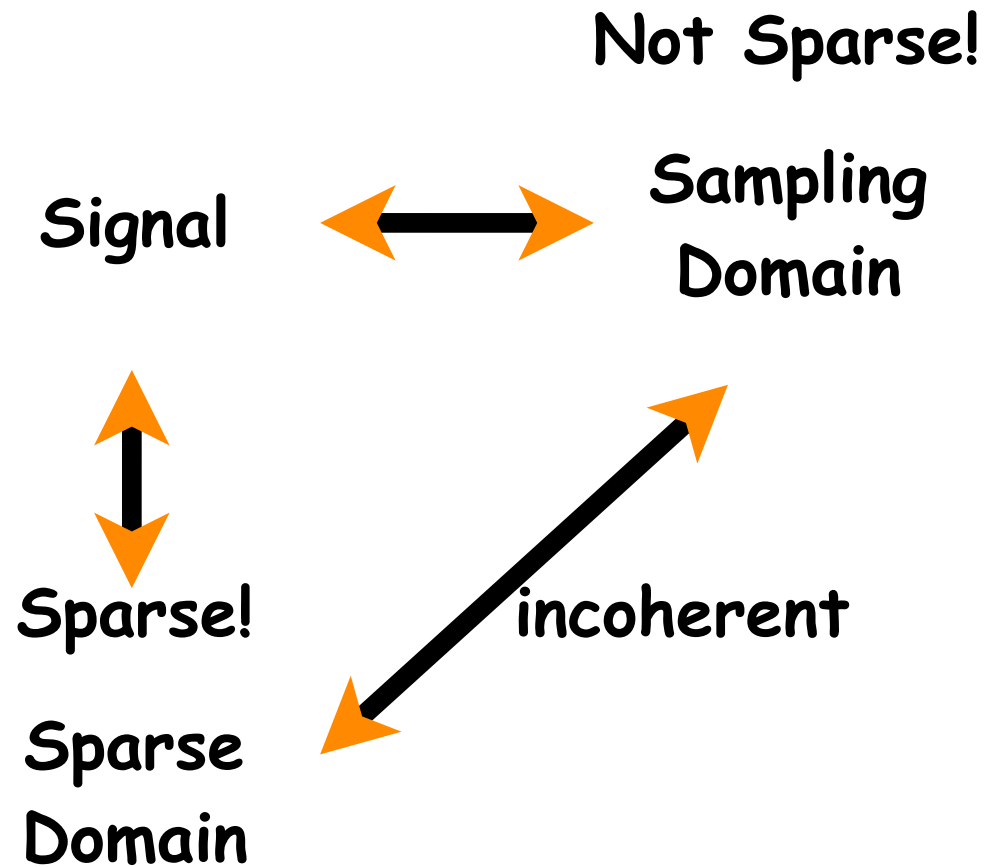 Not Sparse!
Signal
Sampling
Domain
Sparse!
incoherent
Sparse
Domain